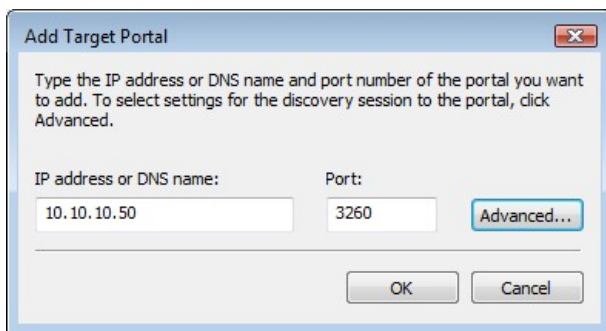 Add Target Portal
Type the IP address or DNS name and port number of the portal you want
to add. To select settings for the discovery session to the portal, click
Advanced.
IP address or DNS name: Port:
10.10.10.50 3260 Advanced...
OK Cancel